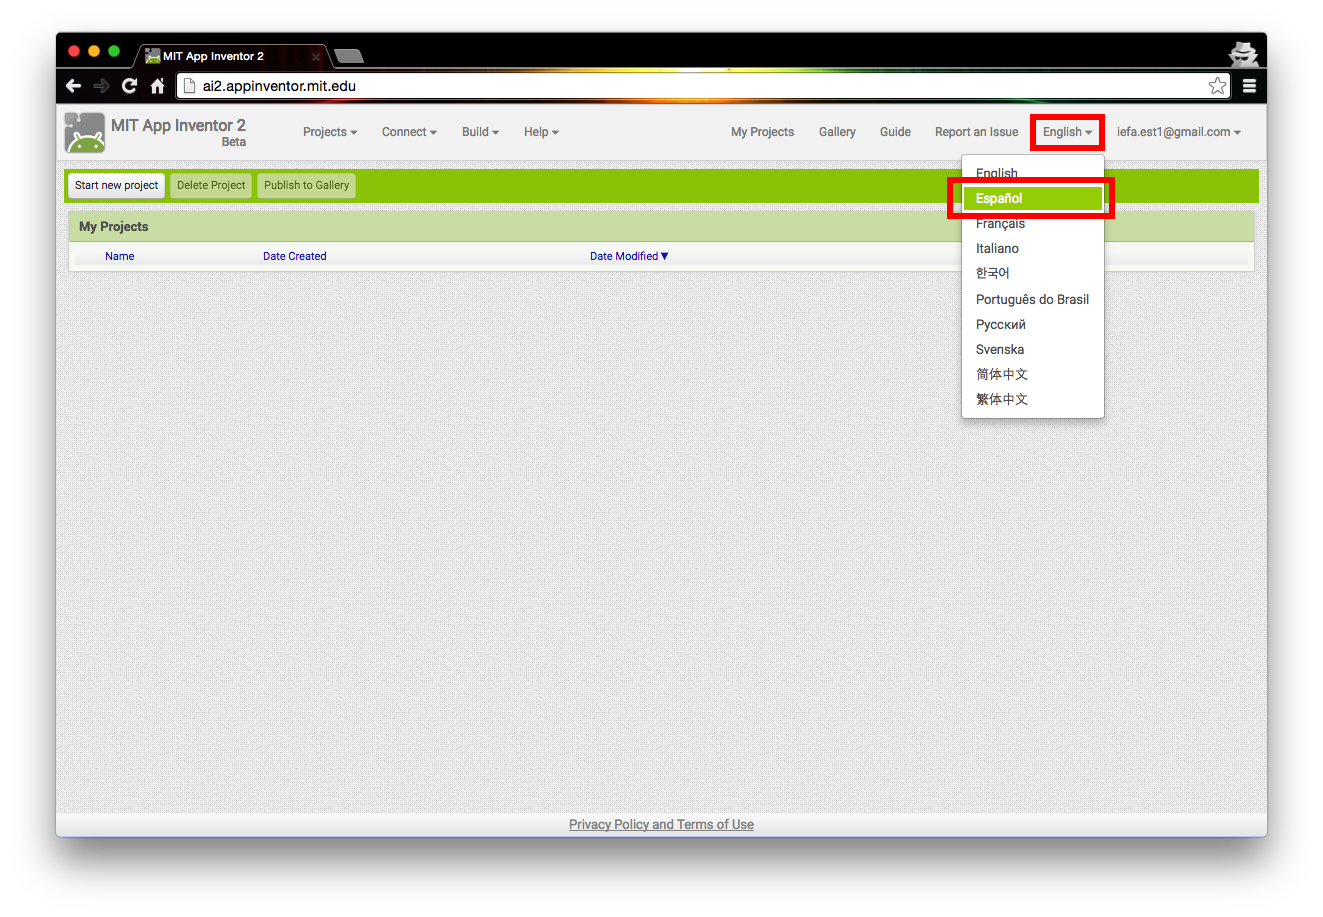 MIT App Inventor 2
ai2.appinventor.mit.edu
MIT App Inventor 2
Beta
Projects Connect Build Help My Projects Gallery Guide Report an Issue English iefa.est1@gmail.com
Start new project Delete Project Publish to Gallery
English
Español
Français
Italiano
한국어
Português do Brasil
Русский
Svenska
简体中文
繁体中文
My Projects
Name Date Created Date Modified
Privacy Policy and Terms of Use